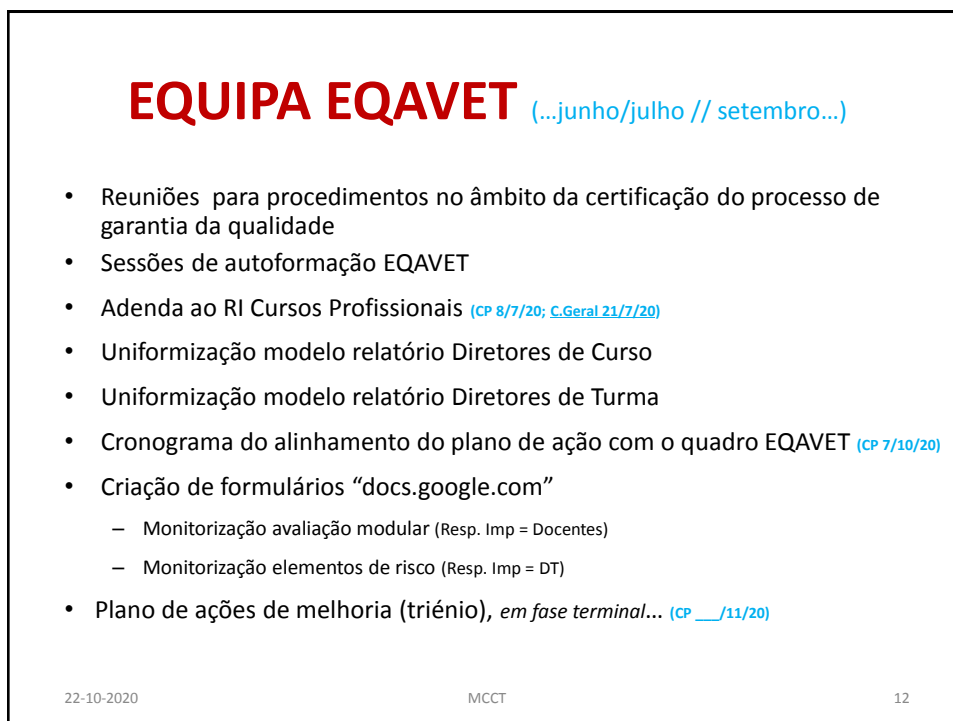 EQUIPA EQAVET (...junho/julho // setembro...)
• Reuniões para procedimentos no âmbito da certificação do processo de
garantia da qualidade
• Sessões de autoformação EQAVET
• Adenda ao RI Cursos Profissionais (CP 8/7/20; C.Geral 21/7/20)
• Uniformização modelo relatório Diretores de Curso
• Uniformização modelo relatório Diretores de Turma
• Cronograma do alinhamento do plano de ação com o quadro EQAVET (CP 7/10/20)
• Criação de formulários “docs.google.com”
– Monitorização avaliação modular (Resp. Imp = Docentes)
– Monitorização elementos de risco (Resp. Imp = DT)
• Plano de ações de melhoria (triénio), em fase terminal... (CP ___/11/20)
22-10-2020 MCCT 12